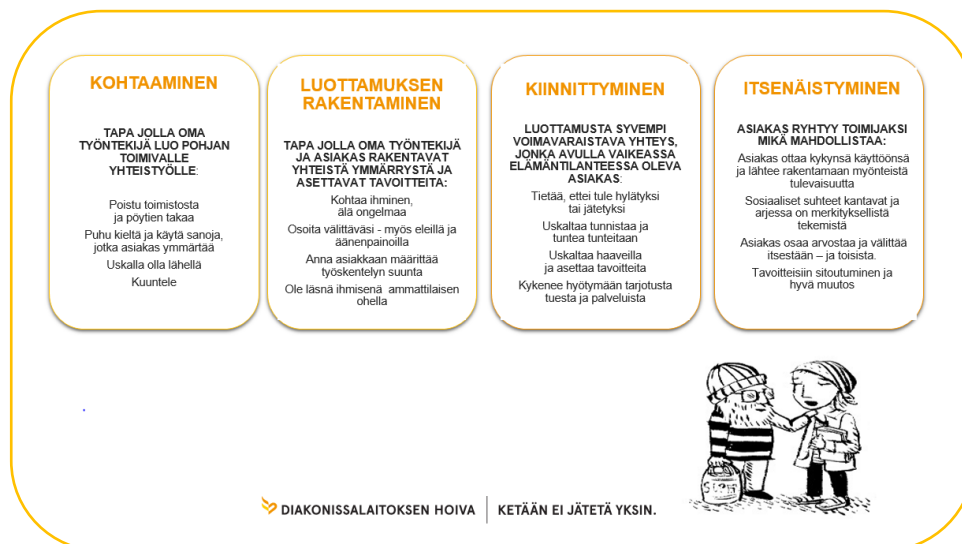 KOHTAAMINEN
TAPA JOLLA OMA
TYÖNTEKIJÄ LUO POHJAN
TOIMIVALLE
YHTEISTYÖLLE:
Poistu toimistosta
ja pöytien takaa
Puhu kieltä ja käytä sanoja,
jotka asiakas ymmärtää
Uskalla olla lähellä
Kuuntele
LUOTTAMUKSEN
RAKENTAMINEN
TAPA JOLLA OMA TYÖNTEKIJÄ
JA ASIAKAS RAKENTAVAT
YHTEISTÄ YMMÄRRYSTÄ JA
ASETTAVAT TAVOITTEITA:
Kohtaa ihminen,
älä ongelmaa
Osoita välittäväsi - myös eleillä ja
äänenpainoilla
Anna asiakkaan määrittää
työskentelyn suunta
Ole läsnä ihmisenä ammattilaisen
ohella
KIINNITTYMINEN
LUOTTAMUSTA SYVEMPI
VOIMAVARAISTAVA YHTEYS,
JONKA AVULLA VAIKEASSA
ELÄMÄNTILANTEESSA OLEVA
ASIAKAS:
Tietää, ettei tule hylätyksi
tai jätetyksi
Uskaltaa tunnistaa ja
tuntea tunteitaan
Uskaltaa haaveilla
ja asettaa tavoitteita
Kykenee hyötymään tarjotusta
tuesta ja palveluista
ITSENÄISTYMINEN
ASIAKAS RYHTYY TOIMIJAKSI
MIKÄ MAHDOLLISTAA:
Asiakas ottaa kykynsä käyttöönsä
ja lähtee rakentamaan myönteistä
tulevaisuutta
Sosiaaliset suhteet kantavat ja
arjessa on merkityksellistä
tekemistä
Asiakas osaa arvostaa ja välittää
itsestään – ja toisista.
Tavoitteisiin sitoutuminen ja
hyvä muutos
DIAKONISSALAITOKSEN HOIVA
KETÄÄN EI JÄTETÄ YKSIN.